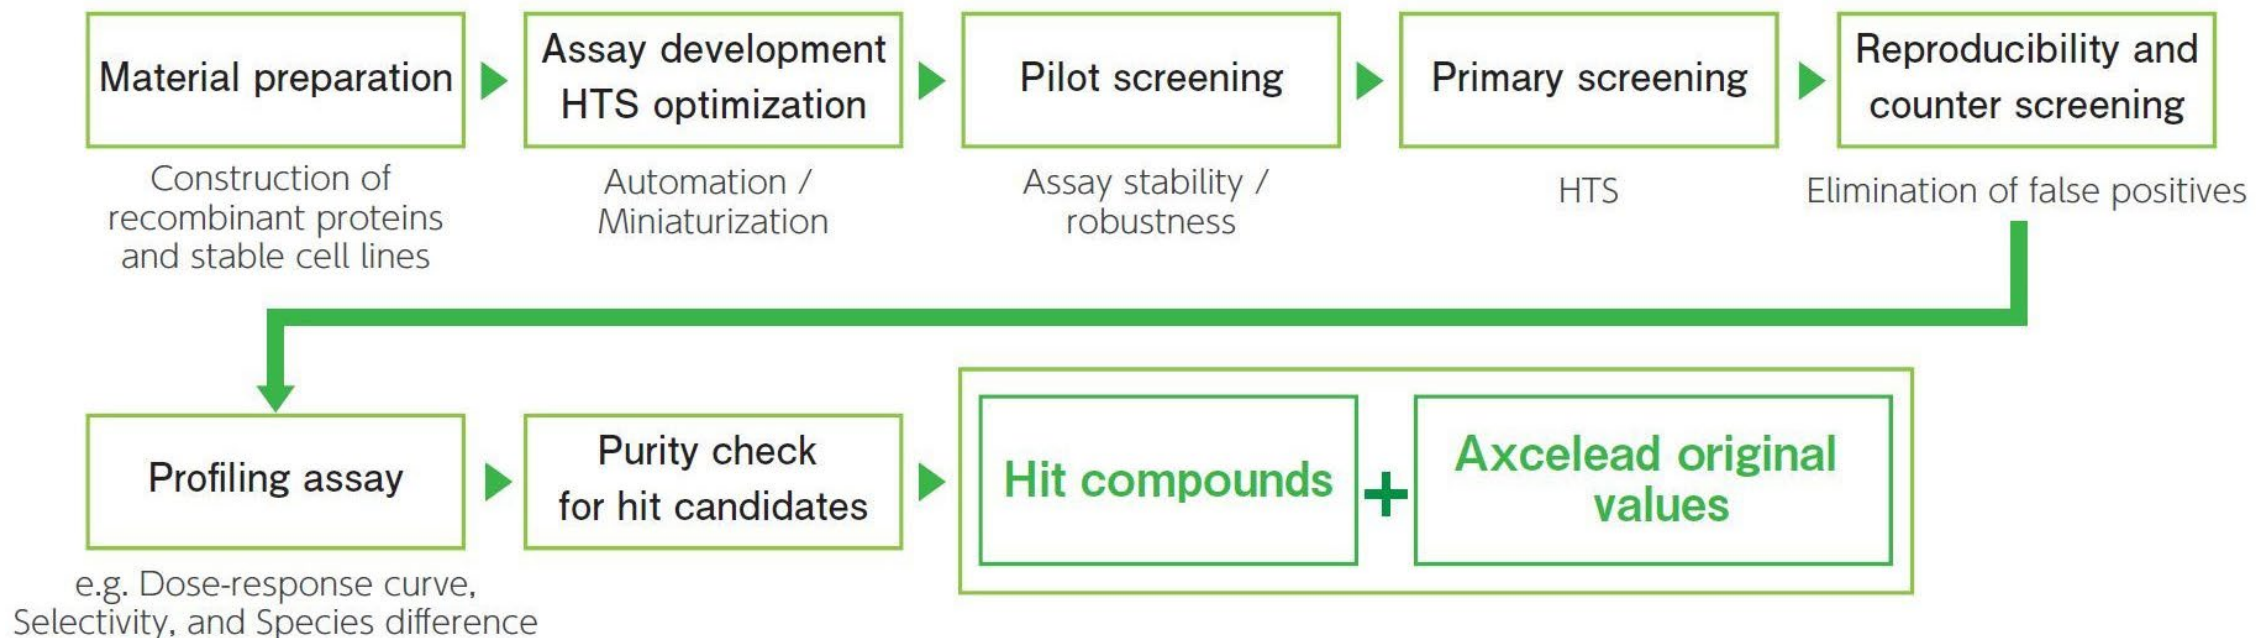 Material preparation
Construction of
recombinant proteins
and stable cell lines
Assay development
HTS optimization
Automation /
Miniaturization
Pilot screening
Assay stability /
robustness
Primary screening
HTS
Reproducibility and
counter screening
Elimination of false positives
Profiling assay
e.g. Dose-response curve,
Selectivity, and Species difference
Purity check
for hit candidates
Hit compounds
+
Axcelead original
values